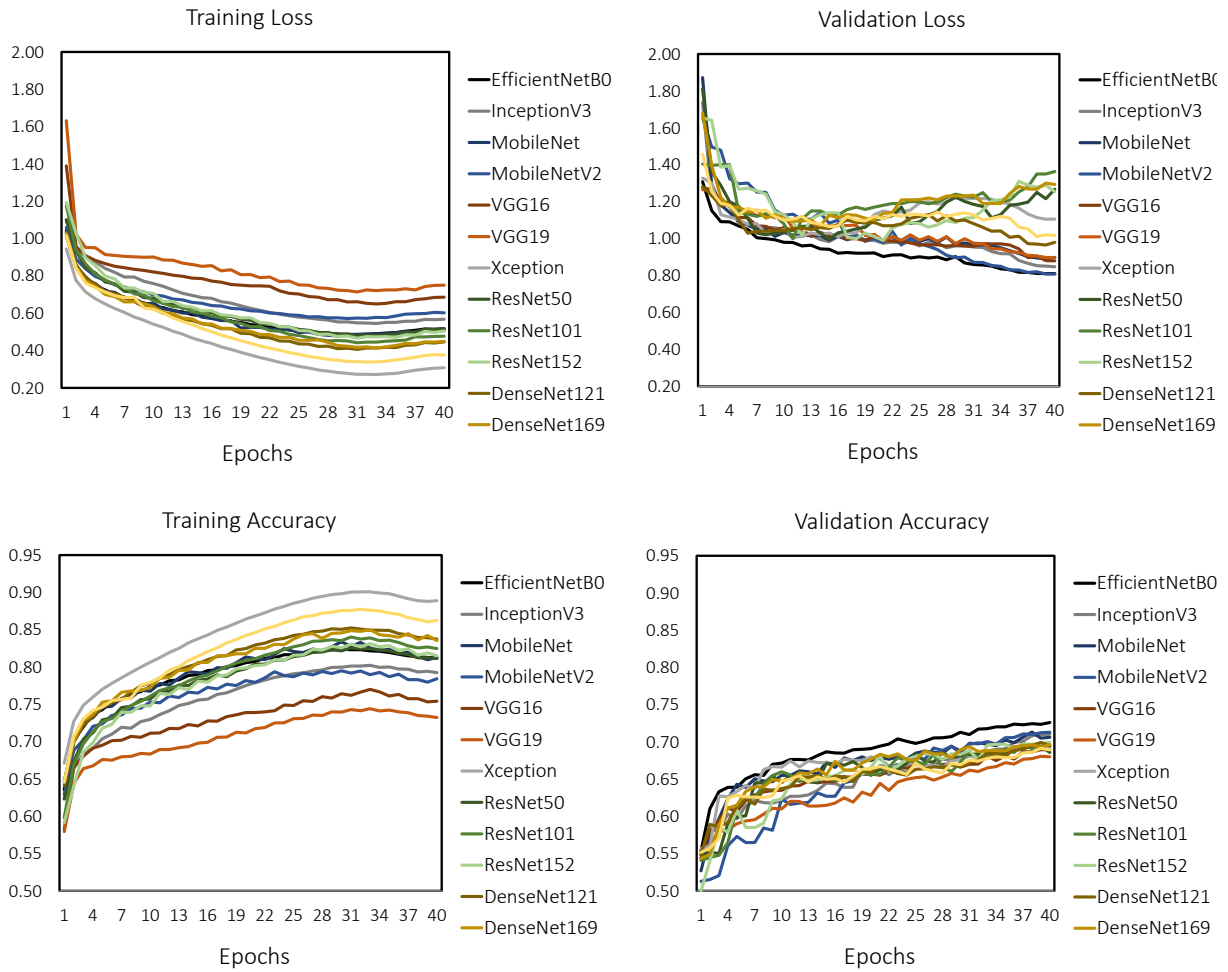 Training Loss
2.00
1.80
1.60
1.40
1.20
1.00
0.80
0.60
0.40
0.20
1 4 7 10 13 16 19 22 25 28 31 34 37 40
Epochs
EfficientNetB0
InceptionV3
MobileNet
MobileNetV2
VGG16
VGG19
Xception
ResNet50
ResNet101
ResNet152
DenseNet121
DenseNet169
Validation Loss
2.00
1.80
1.60
1.40
1.20
1.00
0.80
0.60
0.40
0.20
1 4 7 10 13 16 19 22 25 28 31 34 37 40
Epochs
EfficientNetB0
InceptionV3
MobileNet
MobileNetV2
VGG16
VGG19
Xception
ResNet50
ResNet101
ResNet152
DenseNet121
DenseNet169
Training Accuracy
0.95
0.90
0.85
0.80
0.75
0.70
0.65
0.60
0.55
0.50
1 4 7 10 13 16 19 22 25 28 31 34 37 40
Epochs
EfficientNetB0
InceptionV3
MobileNet
MobileNetV2
VGG16
VGG19
Xception
ResNet50
ResNet101
ResNet152
DenseNet121
DenseNet169
Validation Accuracy
0.95
0.90
0.85
0.80
0.75
0.70
0.65
0.60
0.55
0.50
1 4 7 10 13 16 19 22 25 28 31 34 37 40
Epochs
EfficientNetB0
InceptionV3
MobileNet
MobileNetV2
VGG16
VGG19
Xception
ResNet50
ResNet101
ResNet152
DenseNet121
DenseNet169